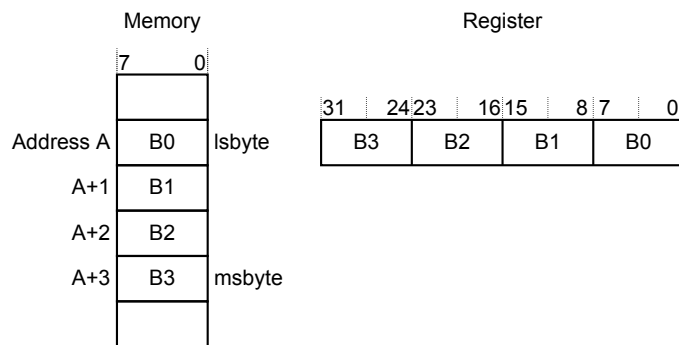 Memory
Register
7 0
31 24 23 16 15 8 7 0
Address A B0 lsbyte
B3 B2 B1 B0
A+1 B1
A+2 B2
A+3 B3 msbyte